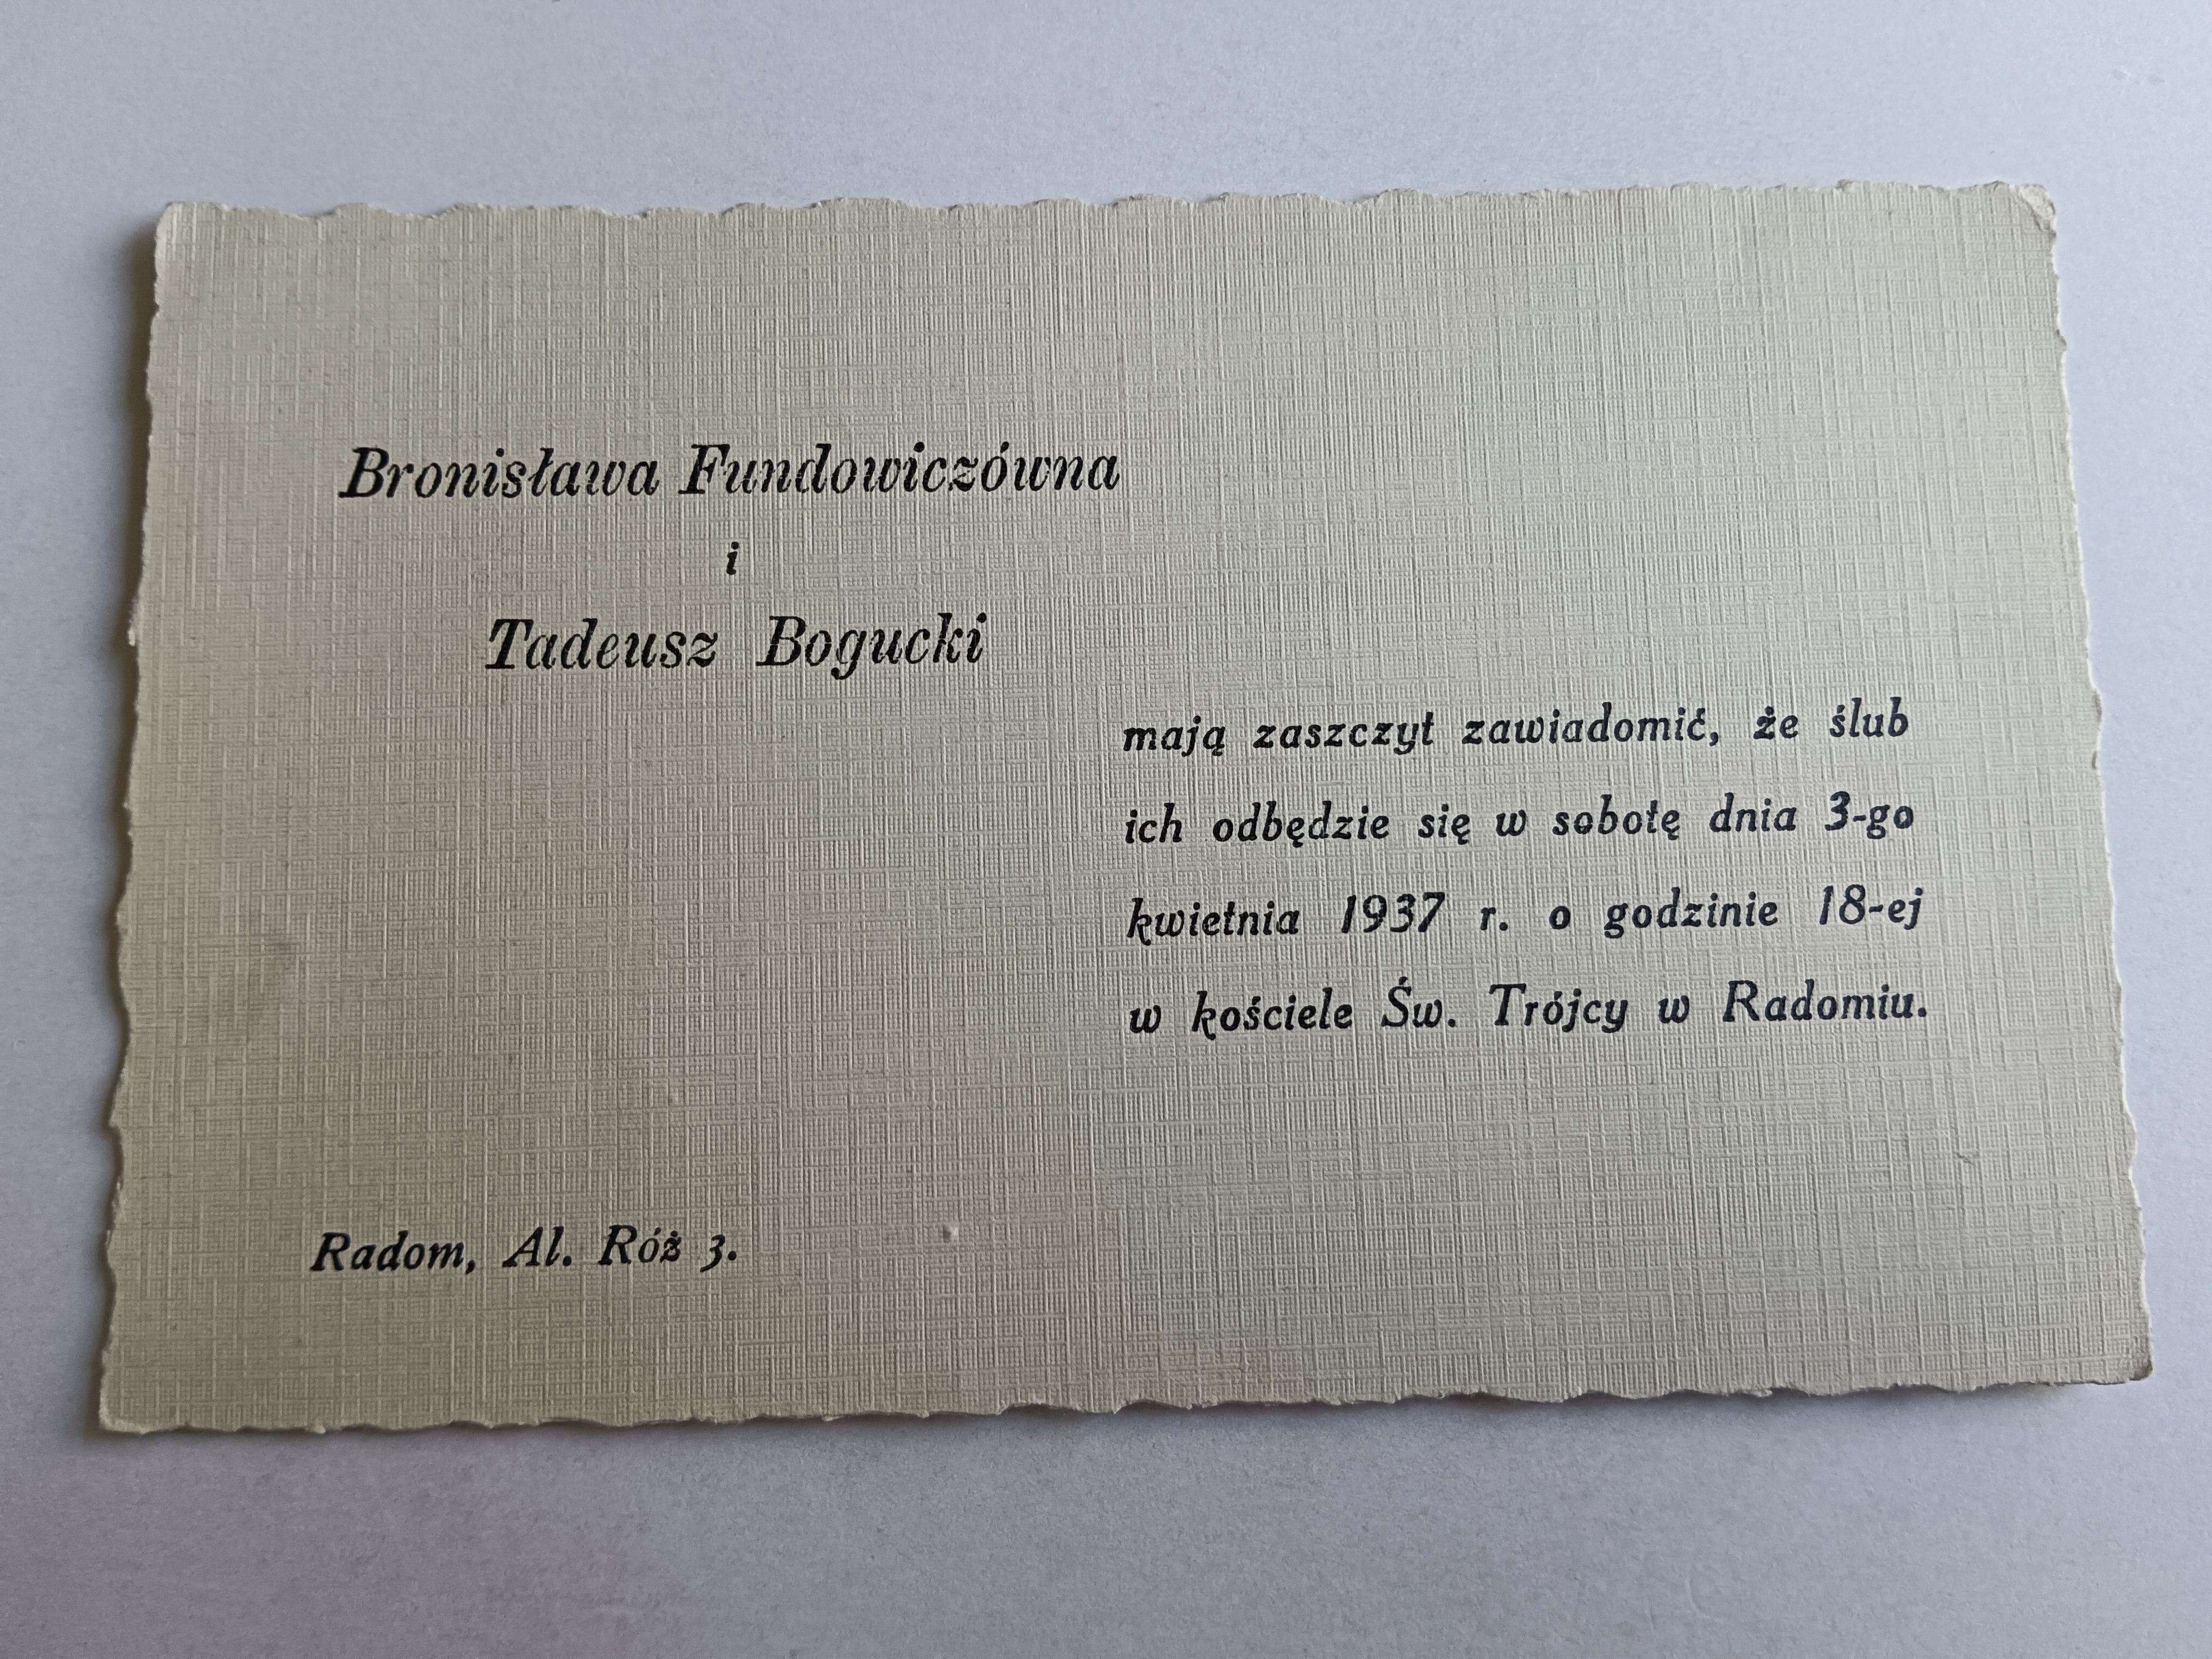 Bronisława Fundowiczówna
i
Tadeusz Bogucki
mają zaszczyt zawiadomić, że ślub
ich odbędzie się w sobotę dnia 3-go
kwietnia 1937 r. o godzinie 18-ej
w kościele Św. Trójcy w Radomiu.
Radom, Al. Róż 3.